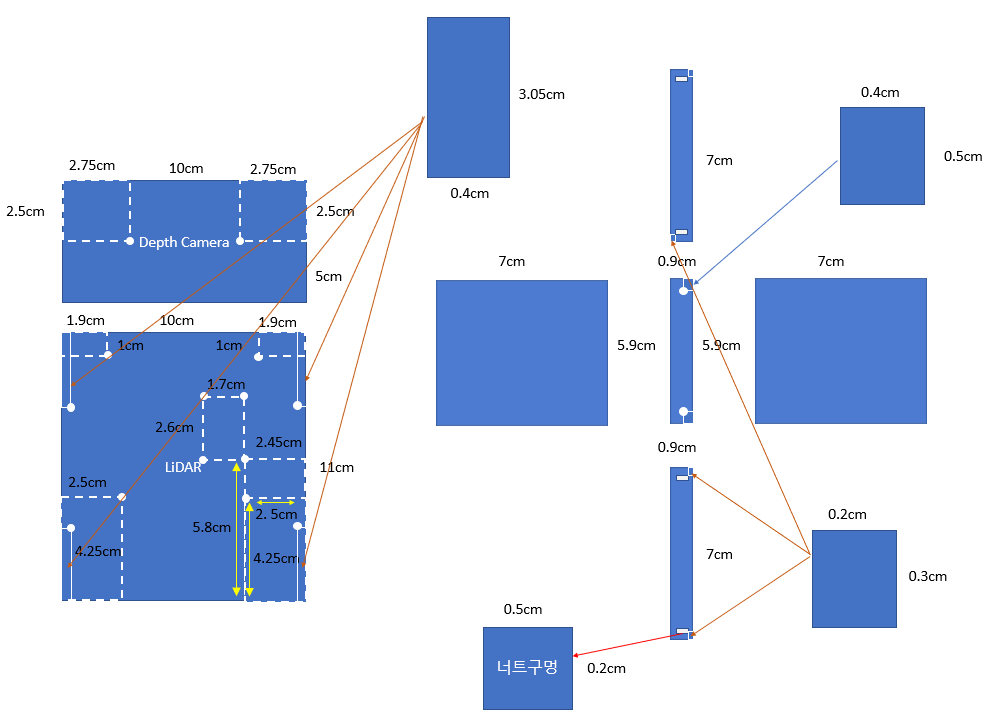 3.05cm
0.4cm
2.75cm
10cm
2.75cm
2.5cm
2.5cm
Depth Camera
5cm
1.9cm
10cm
1.9cm
1cm
1cm
1.7cm
2.6cm
2.45cm
LiDAR
11cm
2.5cm
5.8cm
2. 5cm
4.25cm
4.25cm
7cm
5.9cm
7cm
0.9cm
5.9cm
0.9cm
7cm
7cm
0.4cm
0.5cm
0.2cm
0.3cm
0.5cm
너트구멍
0.2cm